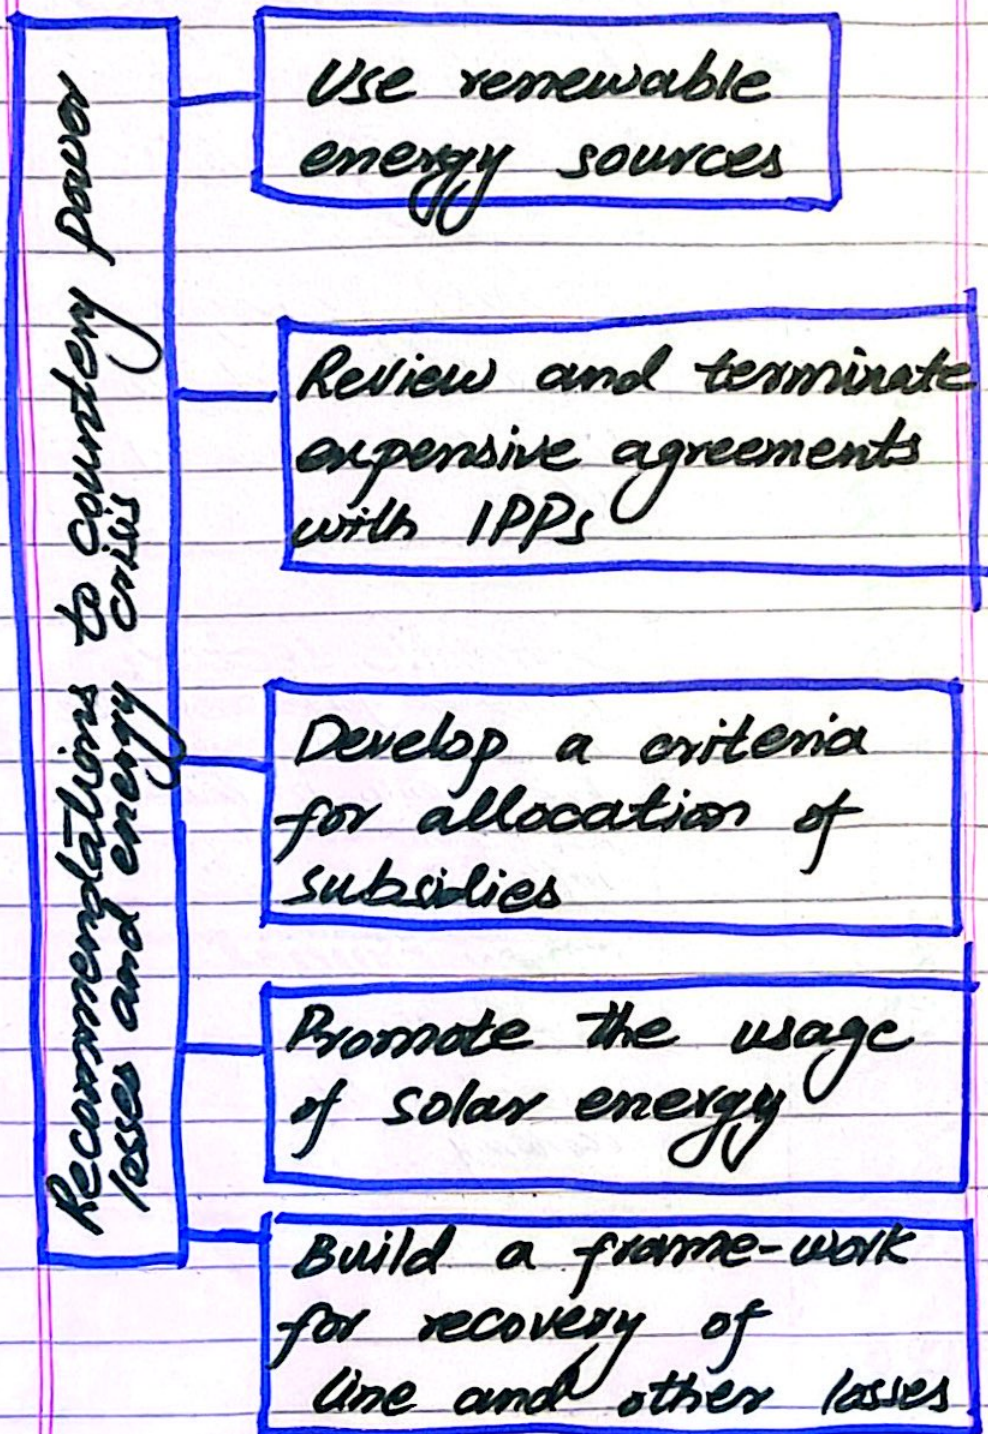 Recommendations to countery power
losses and energy crisis
Use renewable
energy sources
Review and terminate
expensive agreements
with IPPs
Develop a criteria
for allocation of
subsidies
Promote the usage
of solar energy
Build a frame-work
for recovery of
line and other losses